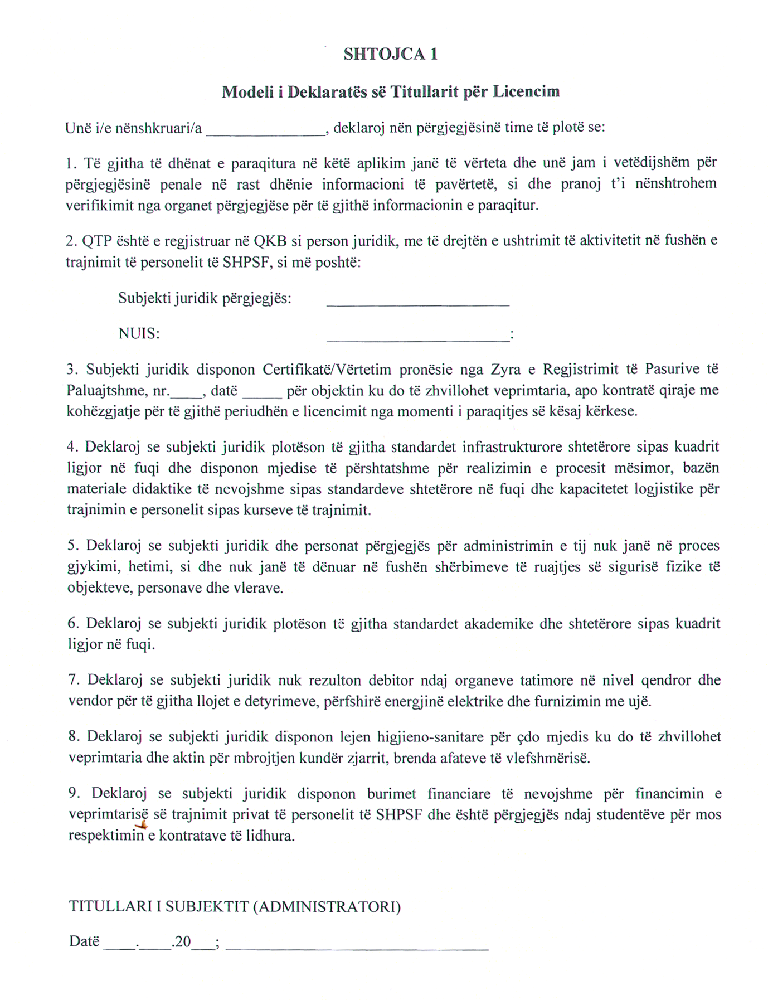 SHTOJCA 1
Modeli i Deklaratës së Titullarit për Licencim
Unë i/e nënshkruari/a _______________, deklaroj nën përgjegjësinë time të plotë se:
1. Të gjitha të dhënat e paraqitura në këtë aplikim janë të vërteta dhe unë jam i vetëdijshëm për
përgjegjësinë penale në rast dhënie informacioni të pavërtetë, si dhe pranoj t’i nënshtrohem
verifikimit nga organet përgjegjëse për të gjithë informacionin e paraqitur.
2. QTP është e regjistruar në QKB si person juridik, me të drejtën e ushtrimit të aktivitetit në fushën e
trajnimit të personelit të SHPSF, si më poshtë:
Subjekti juridik përgjegjës: _______________________
NUIS: _______________________:
3. Subjekti juridik disponon Certifikatë/Vërtetim pronësie nga Zyra e Regjistrimit të Pasurive të
Paluajtshme, nr.____, datë _____ për objektin ku do të zhvillohet veprimtaria, apo kontratë qiraje me
kohëzgjatje për të gjithë periudhën e licencimit nga momenti i paraqitjes së kësaj kërkese.
4. Deklaroj se subjekti juridik plotëson të gjitha standardet infrastrukturore shtetërore sipas kuadrit
ligjor në fuqi dhe disponon mjedise të përshtatshme për realizimin e procesit mësimor, bazën
materiale didaktike të nevojshme sipas standardeve shtetërore në fuqi dhe kapacitetet logjistike për
trajnimin e personelit sipas kurseve të trajnimit.
5. Deklaroj se subjekti juridik dhe personat përgjegjës për administrimin e tij nuk janë në proces
gjykimi, hetimi, si dhe nuk janë të dënuar në fushën shërbimeve të ruajtjes së sigurisë fizike të
objekteve, personave dhe vlerave.
6. Deklaroj se subjekti juridik plotëson të gjitha standardet akademike dhe shtetërore sipas kuadrit
ligjor në fuqi.
7. Deklaroj se subjekti juridik nuk rezulton debitor ndaj organeve tatimore në nivel qendror dhe
vendor për të gjitha llojet e detyrimeve, përfshirë energjinë elektrike dhe furnizimin me ujë.
8. Deklaroj se subjekti juridik disponon lejen higjieno-sanitare për çdo mjedis ku do të zhvillohet
veprimtaria dhe aktin për mbrojtjen kundër zjarrit, brenda afateve të vlefshmërisë.
9. Deklaroj se subjekti juridik disponon burimet financiare të nevojshme për financimin e
veprimtarisë së trajnimit privat të personelit të SHPSF dhe është përgjegjës ndaj studentëve për mos
respektimin e kontratave të lidhura.
TITULLARI I SUBJEKTIT (ADMINISTRATORI)
Datë ____.____.20___; _________________________________